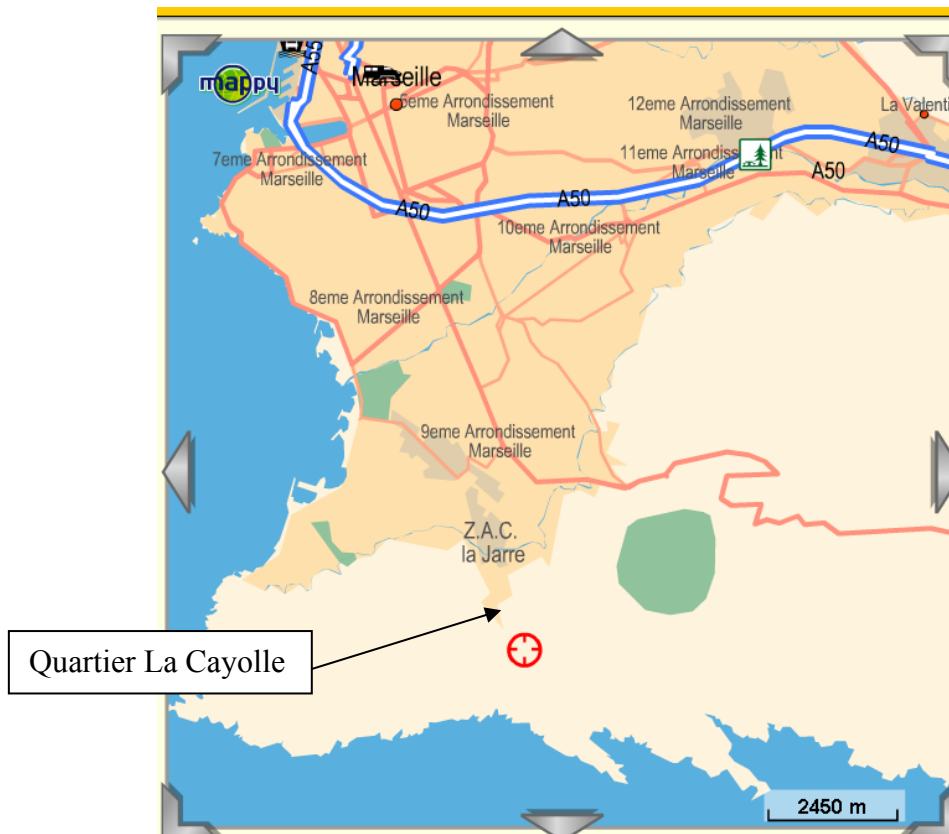 A55
Marseille
mappy
5eme Arrondissement
Marseille
12eme Arrondissement
Marseille
La Valenti
7eme Arrondissement
Marseille
11eme Arrondissement
Marseille
A50
A50
A50
A50
10eme Arrondissement
Marseille
8eme Arrondissement
Marseille
9eme Arrondissement
Marseille
Z.A.C.
la Jarre
Quartier La Cayolle
2450 m